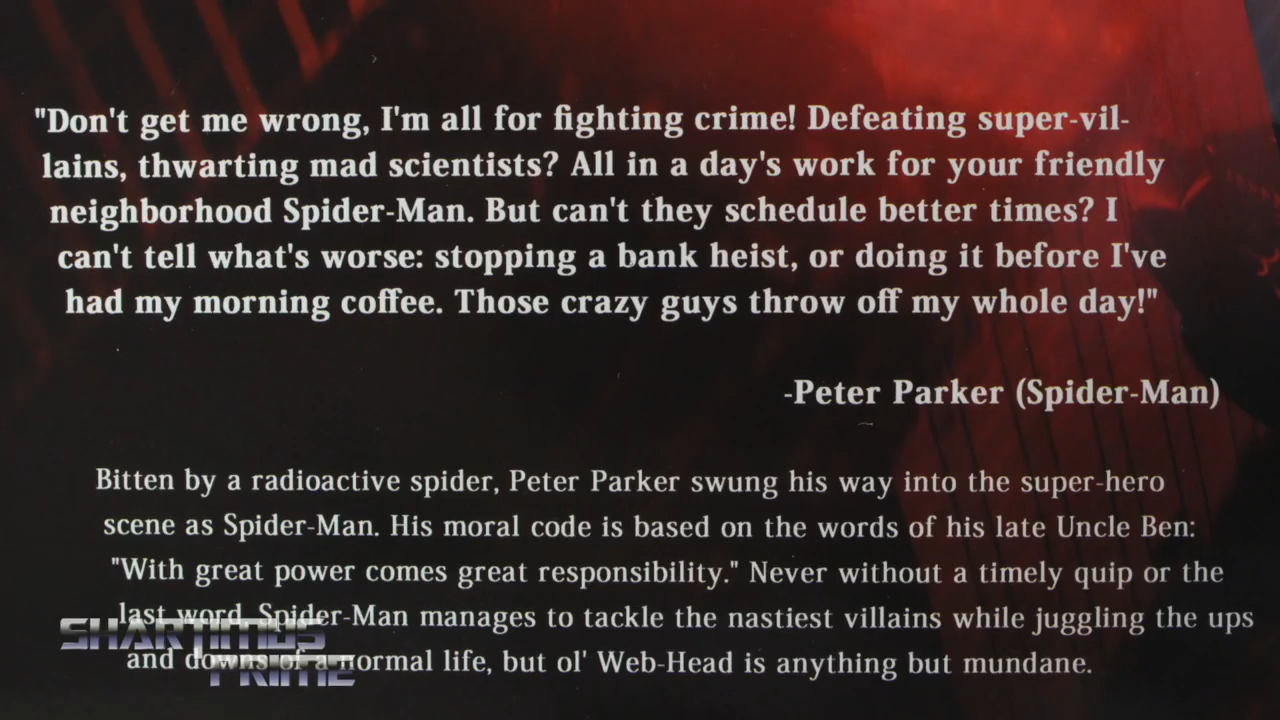 "Don't get me wrong, I'm all for fighting crime! Defeating super-vil-
lains, thwarting mad scientists? All in a day's work for your friendly
neighborhood Spider-Man. But can't they schedule better times? I
can't tell what's worse: stopping a bank heist, or doing it before I've
had my morning coffee. Those crazy guys throw off my whole day!"
-Peter Parker (Spider-Man)
Bitten by a radioactive spider, Peter Parker swung his way into the super-hero
scene as Spider-Man. His moral code is based on the words of his late Uncle Ben:
"With great power comes great responsibility." Never without a timely quip or the
last word, Spider-Man manages to tackle the nastiest villains while juggling the ups
and downs of a normal life, but ol' Web-Head is anything but mundane.
SHARTIMUS
PRIME